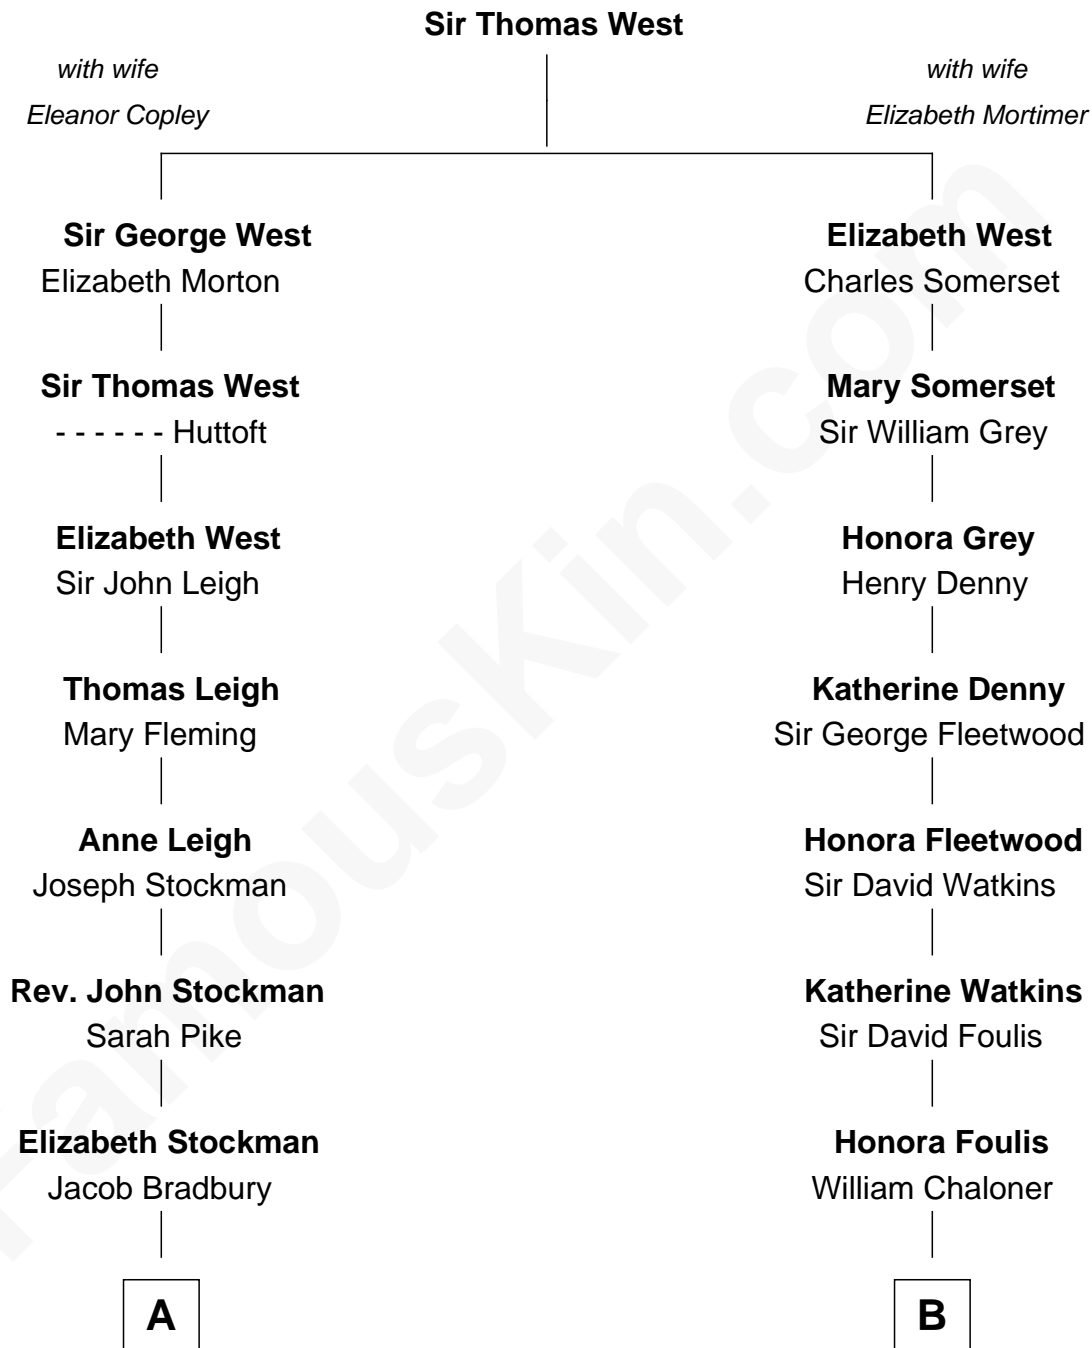 Sir Thomas West
with wife
Eleanor Copley
with wife
Elizabeth Mortimer
Sir George West
Elizabeth Morton
Elizabeth West
Charles Somerset
Sir Thomas West
- - - - - - Huttoft
Mary Somerset
Sir William Grey
Elizabeth West
Sir John Leigh
Honora Grey
Henry Denny
Thomas Leigh
Mary Fleming
Katherine Denny
Sir George Fleetwood
Anne Leigh
Joseph Stockman
Honora Fleetwood
Sir David Watkins
Rev. John Stockman
Sarah Pike
Katherine Watkins
Sir David Foulis
Elizabeth Stockman
Jacob Bradbury
Honora Foulis
William Chaloner
A
B
FamousKin.com